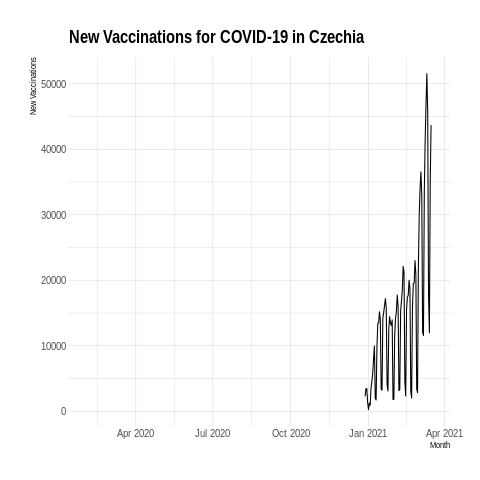 New Vaccinations for COVID-19 in Czechia
New Vaccinations
50000
40000
30000
20000
10000
0
Apr 2020
Jul 2020
Oct 2020
Jan 2021
Apr 2021
Month